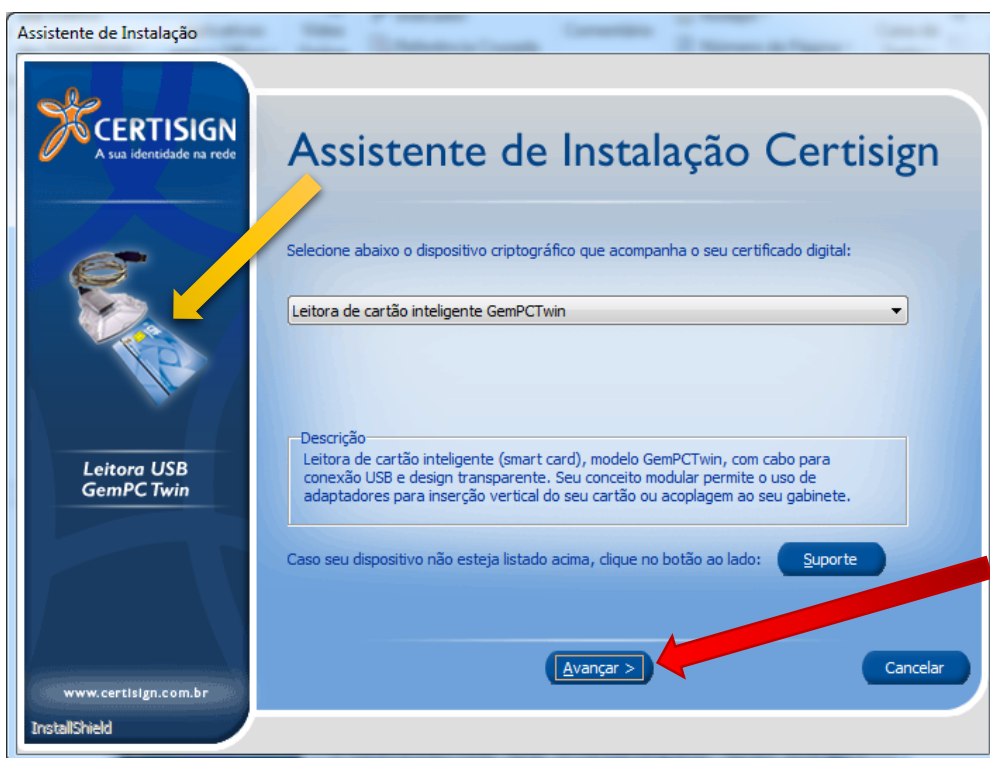 Assistente de Instalação
CERTISIGN
A sua identidade na rede
Assistente de Instalação Certisign
Selecione abaixo o dispositivo criptográfico que acompanha o seu certificado digital:
Leitora de cartão inteligente GemPCTwin
Descrição
Leitora de cartão inteligente (smart card), modelo GemPCTwin, com cabo para
conexão USB e design transparente. Seu conceito modular permite o uso de
adaptadores para inserção vertical do seu cartão ou acoplagem ao seu gabinete.
Leitora USB
GemPC Twin
Caso seu dispositivo não esteja listado acima, clique no botão ao lado:
Suporte
Avançar >
Cancelar
www.certisign.com.br
InstallShield